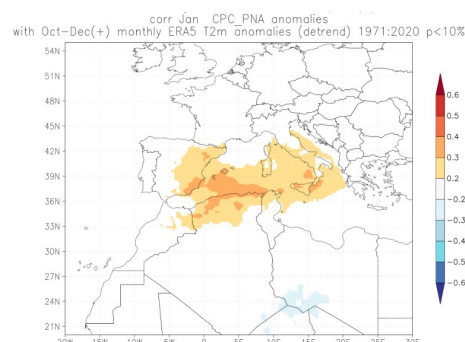 corr Jan CPC_PNA anomalies
with Oct-Dec(+) monthly ERA5 T2m anomalies (detrend) 1971:2020 p<10%
54N
51N
48N
45N
42N
39N
36N
33N
30N
27N
24N
21N
20W 15W 10W 5W 0 5E 10E 15E 20E 25E 30E
0.6
0.5
0.4
0.3
0.2
-0.2
-0.3
-0.4
-0.5
-0.6